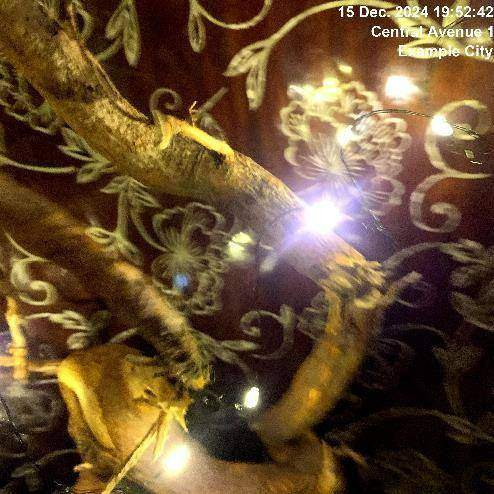 15 Dec. 2024 19:52:42
Central Avenue 1
Example City